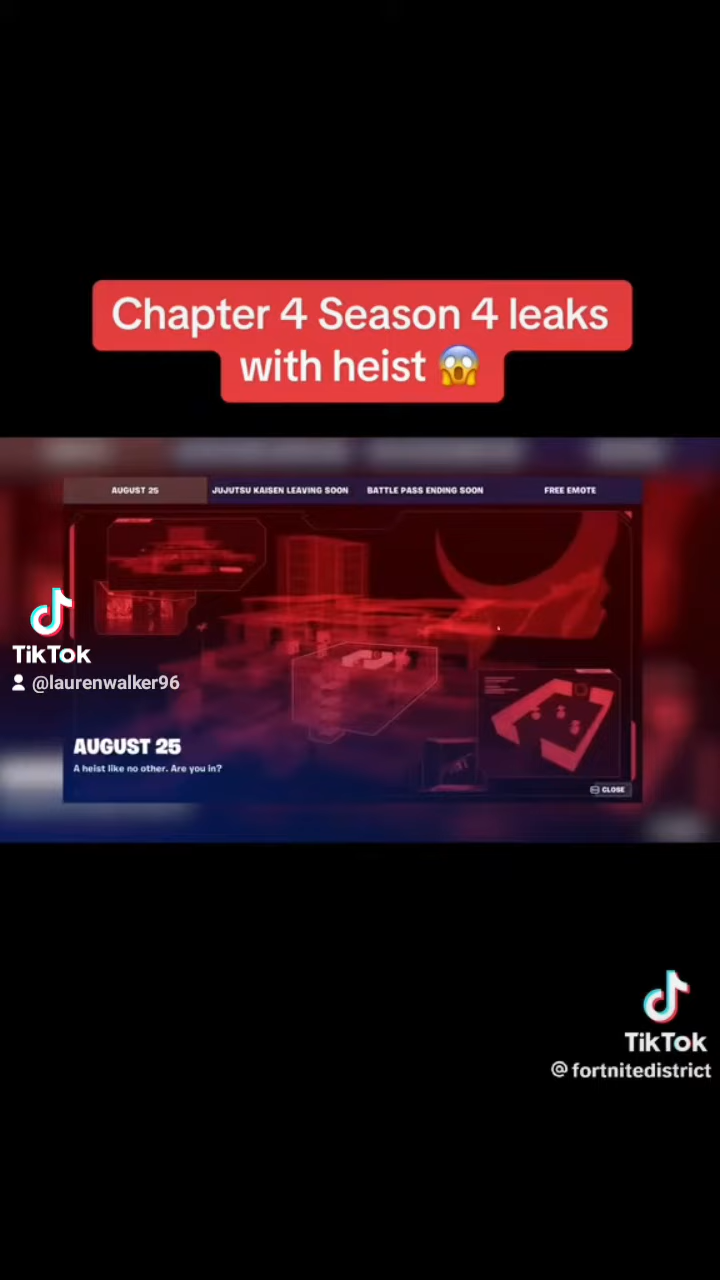 Chapter 4 Season 4 leaks
with heist 😱
AUGUST 25
JUJUTSU KAISEN LEAVING SOON
BATTLE PASS ENDING SOON
FREE EMOTE
TikTok
@laurenwalker96
AUGUST 25
A heist like no other. Are you in?
CLOSE
TikTok
@fortnitedistrict